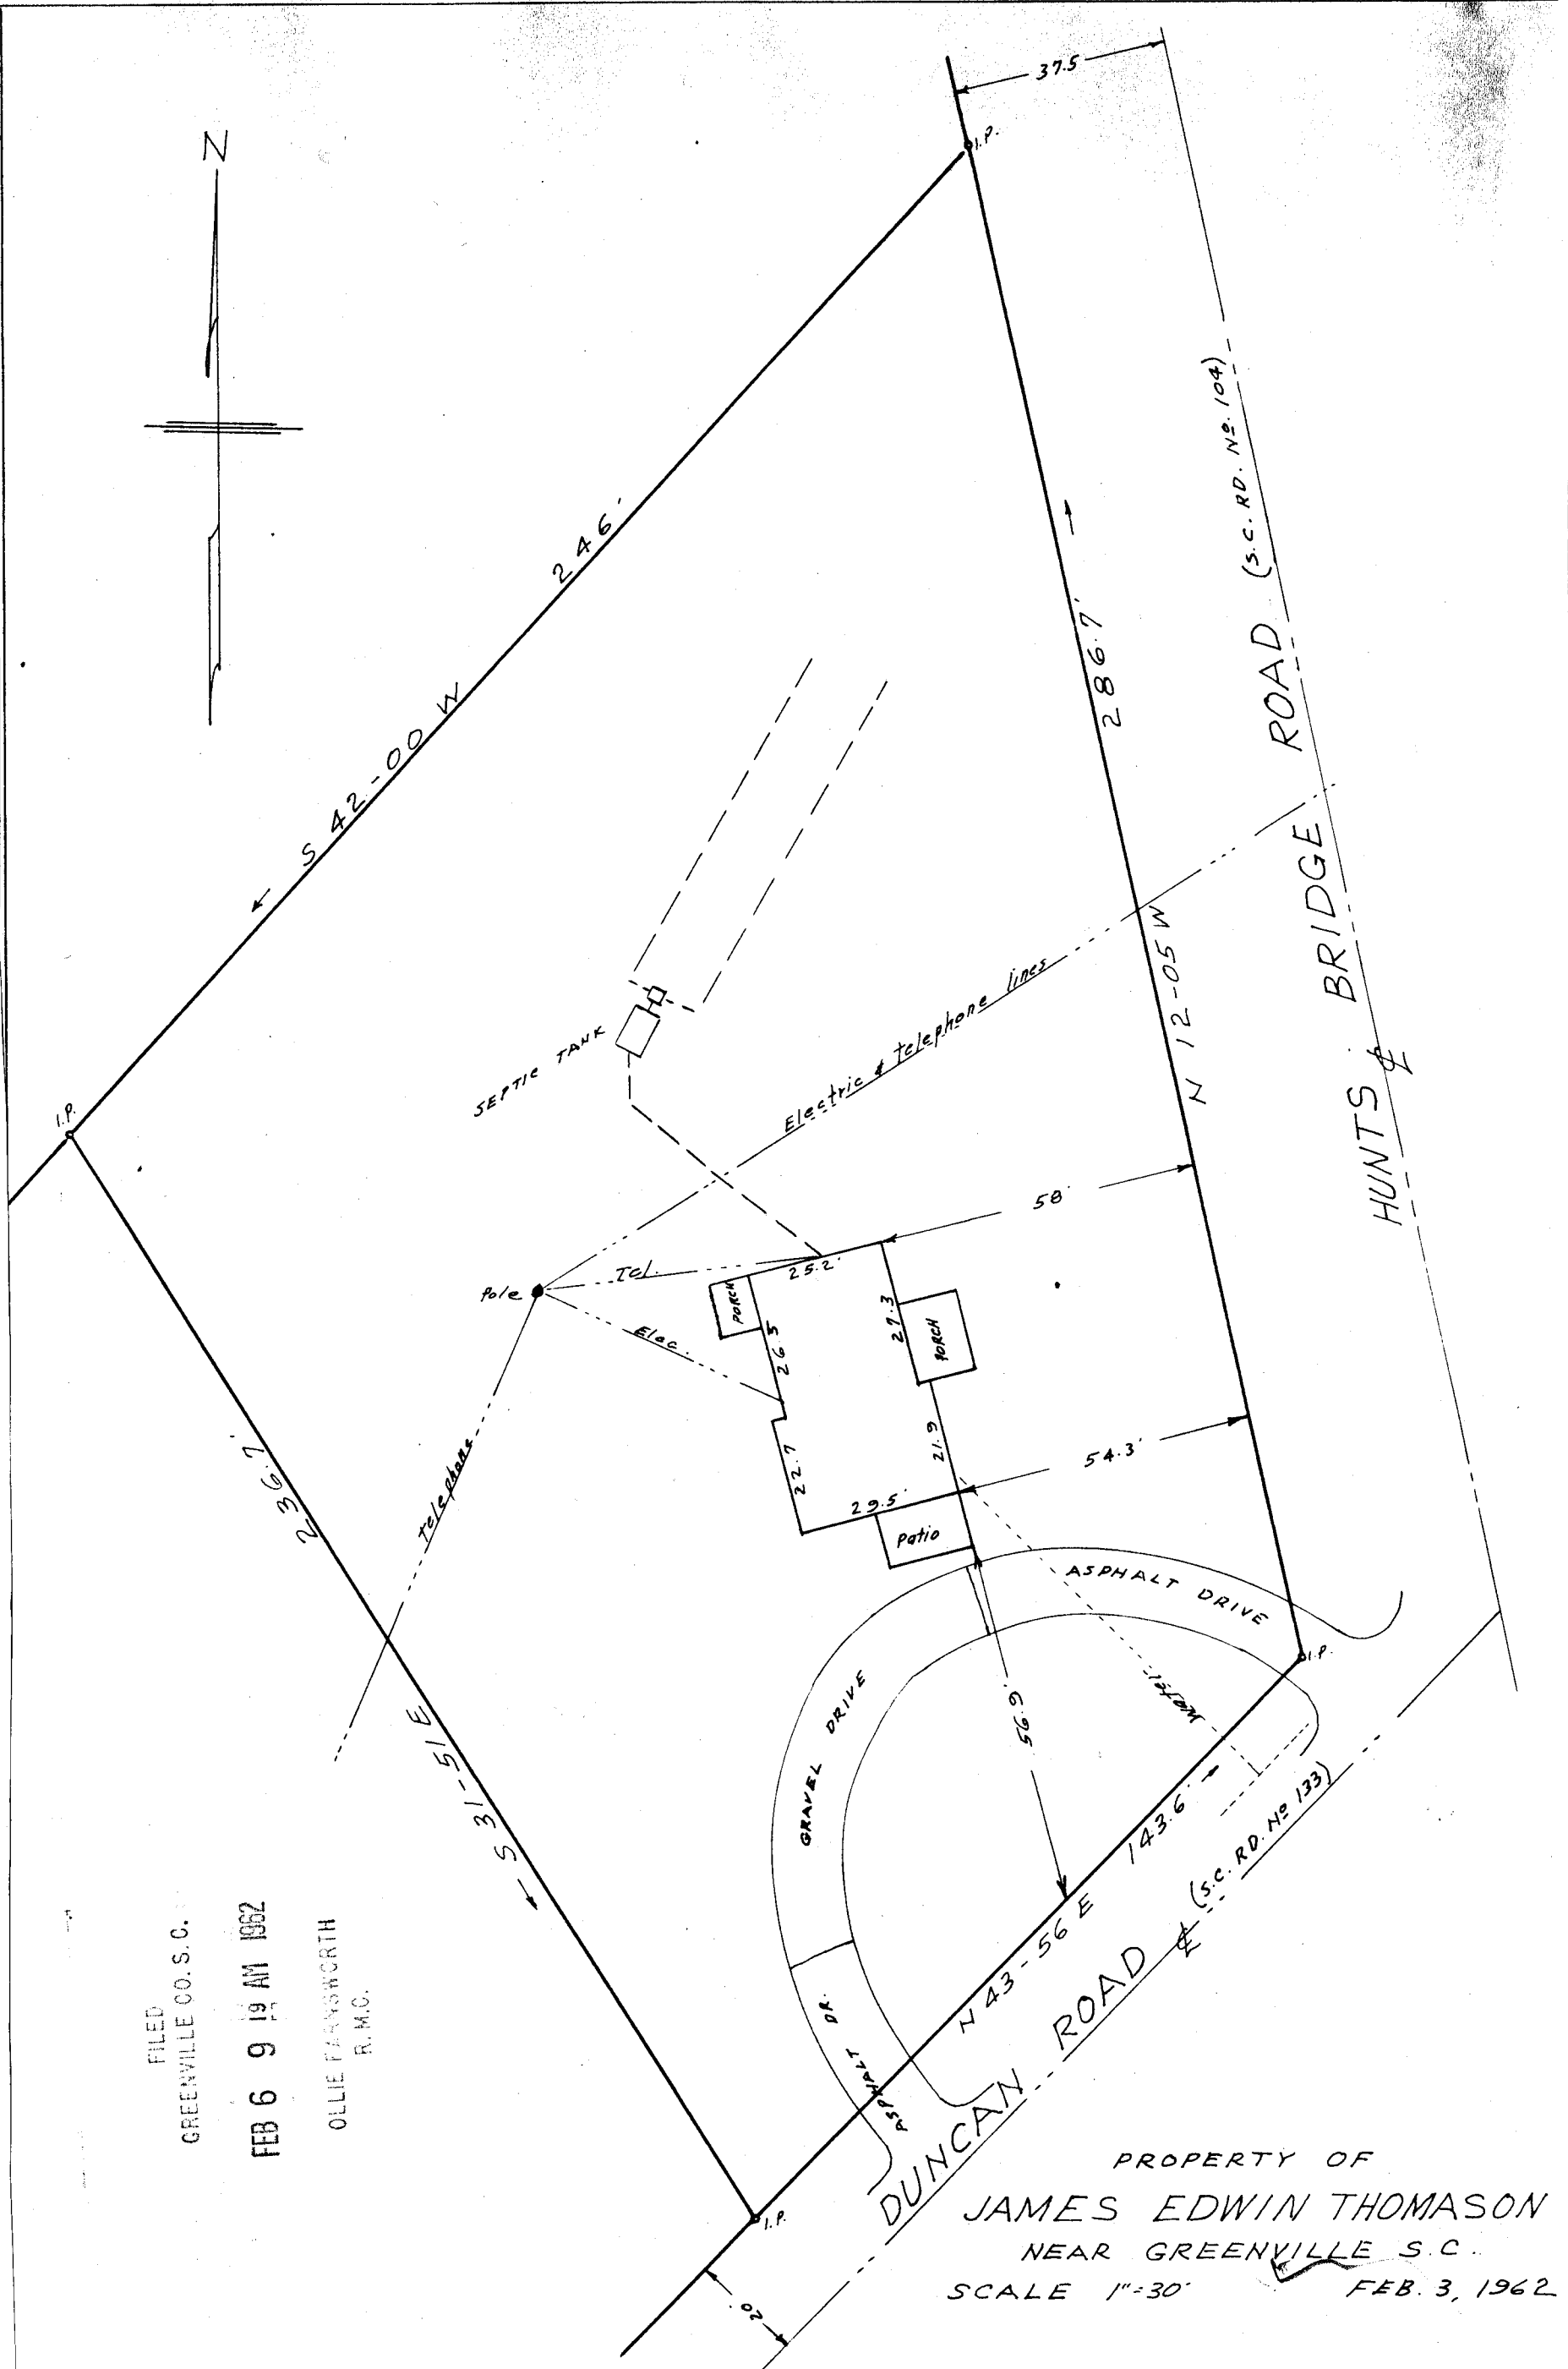 N
37.5
I.P.
S 42-00 W 246'
N 12-05 W 286.7'
HUNTS BRIDGE ROAD (S.C. RD. Nº. 104)
℄
I.P.
SEPTIC TANK
Electric & telephone lines
Pole
Tel.
Elec.
Telephone
58'
25.2'
PORCH
26.5
27.3
PORCH
22.7
21.9
29.5'
54.3'
Patio
ASPHALT DRIVE
GRAVEL DRIVE
56.9'
Water
I.P.
S 31-51 E 236.7'
N 43-56 E 143.6'
ASPHALT DR.
DUNCAN ROAD ℄ (S.C. RD. Nº 133)
I.P.
20'
FILED
GREENVILLE CO. S. C.
FEB 6 9 19 AM 1962
OLLIE FARNSWORTH
R. M. C.
PROPERTY OF
JAMES EDWIN THOMASON
NEAR GREENVILLE S.C.
SCALE 1"=30' FEB. 3, 1962